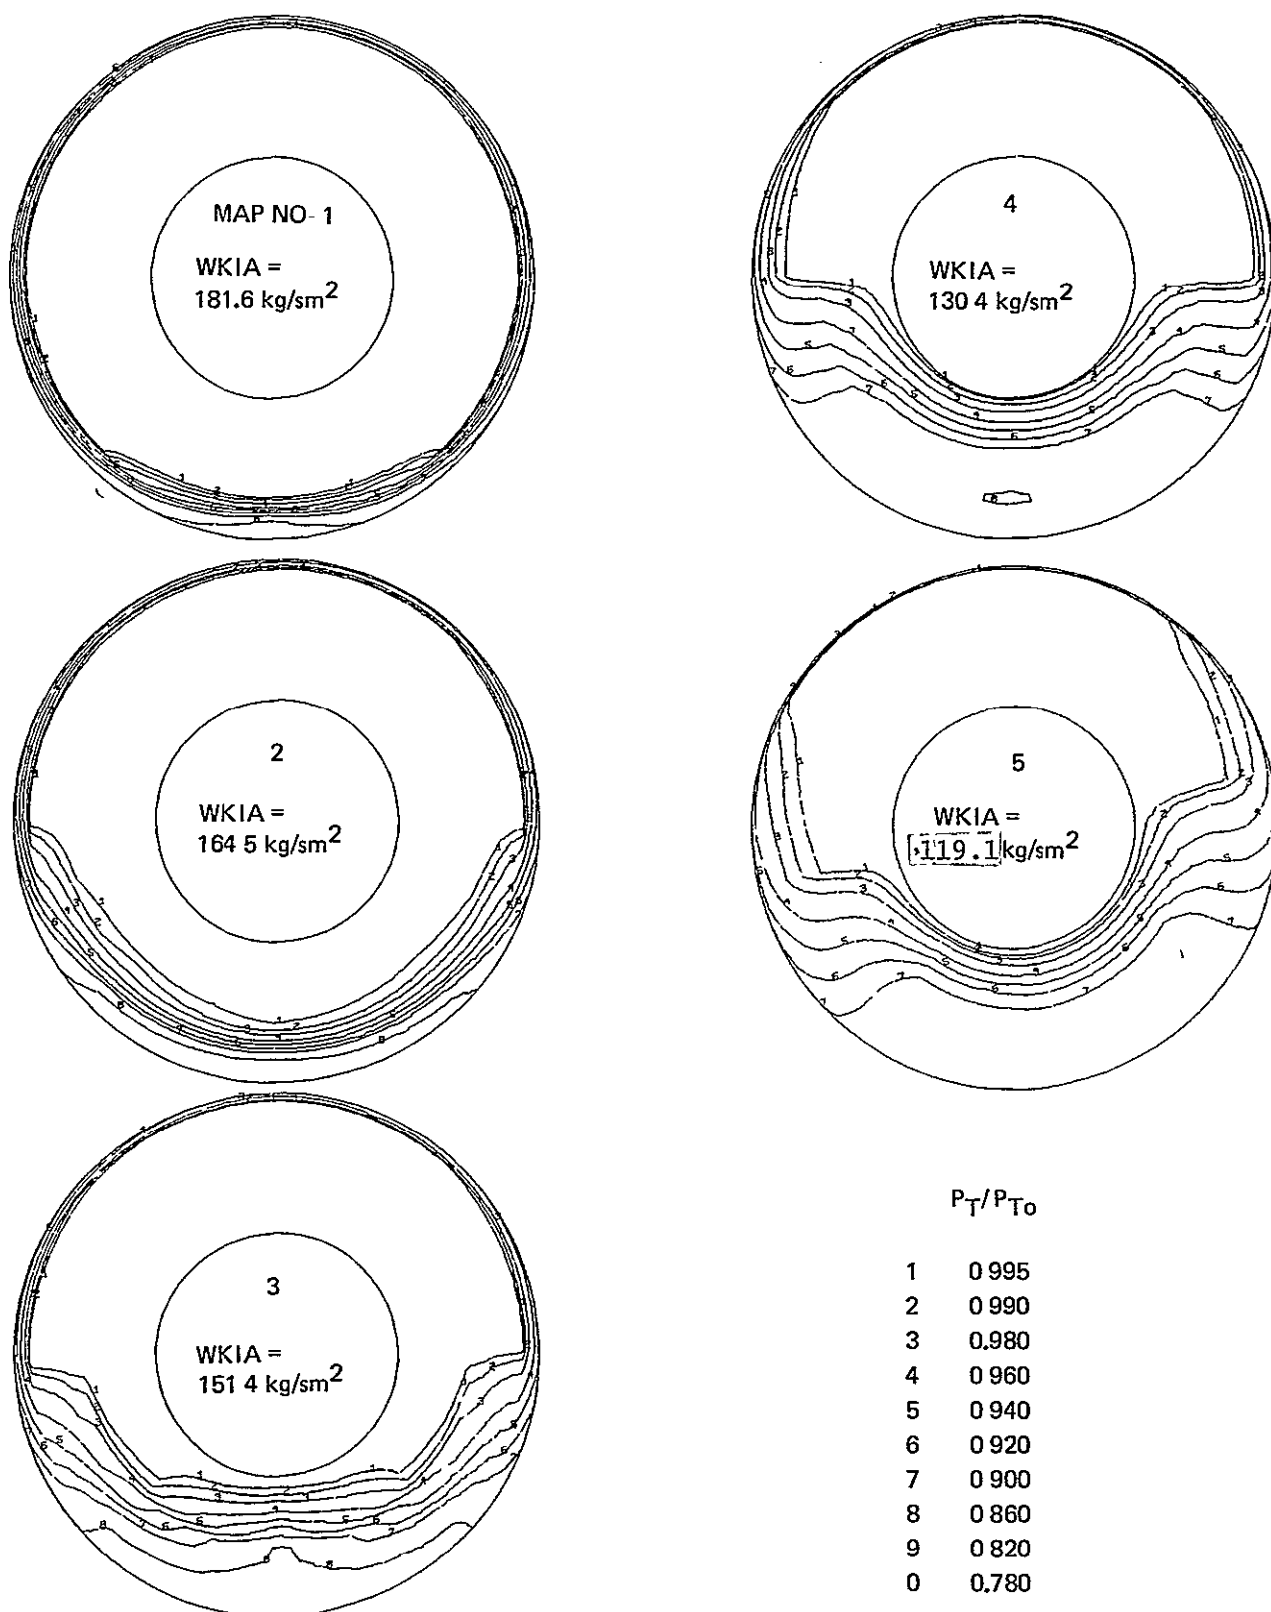 MAP NO- 1
WKIA =
181.6 kg/sm2
2
WKIA =
164 5 kg/sm2
3
WKIA =
151 4 kg/sm2
4
WKIA =
130 4 kg/sm2
5
WKIA =
119.1 kg/sm2
PT/PTo
1 0 995
2 0 990
3 0.980
4 0 960
5 0 940
6 0 920
7 0 900
8 0 860
9 0 820
0 0.780